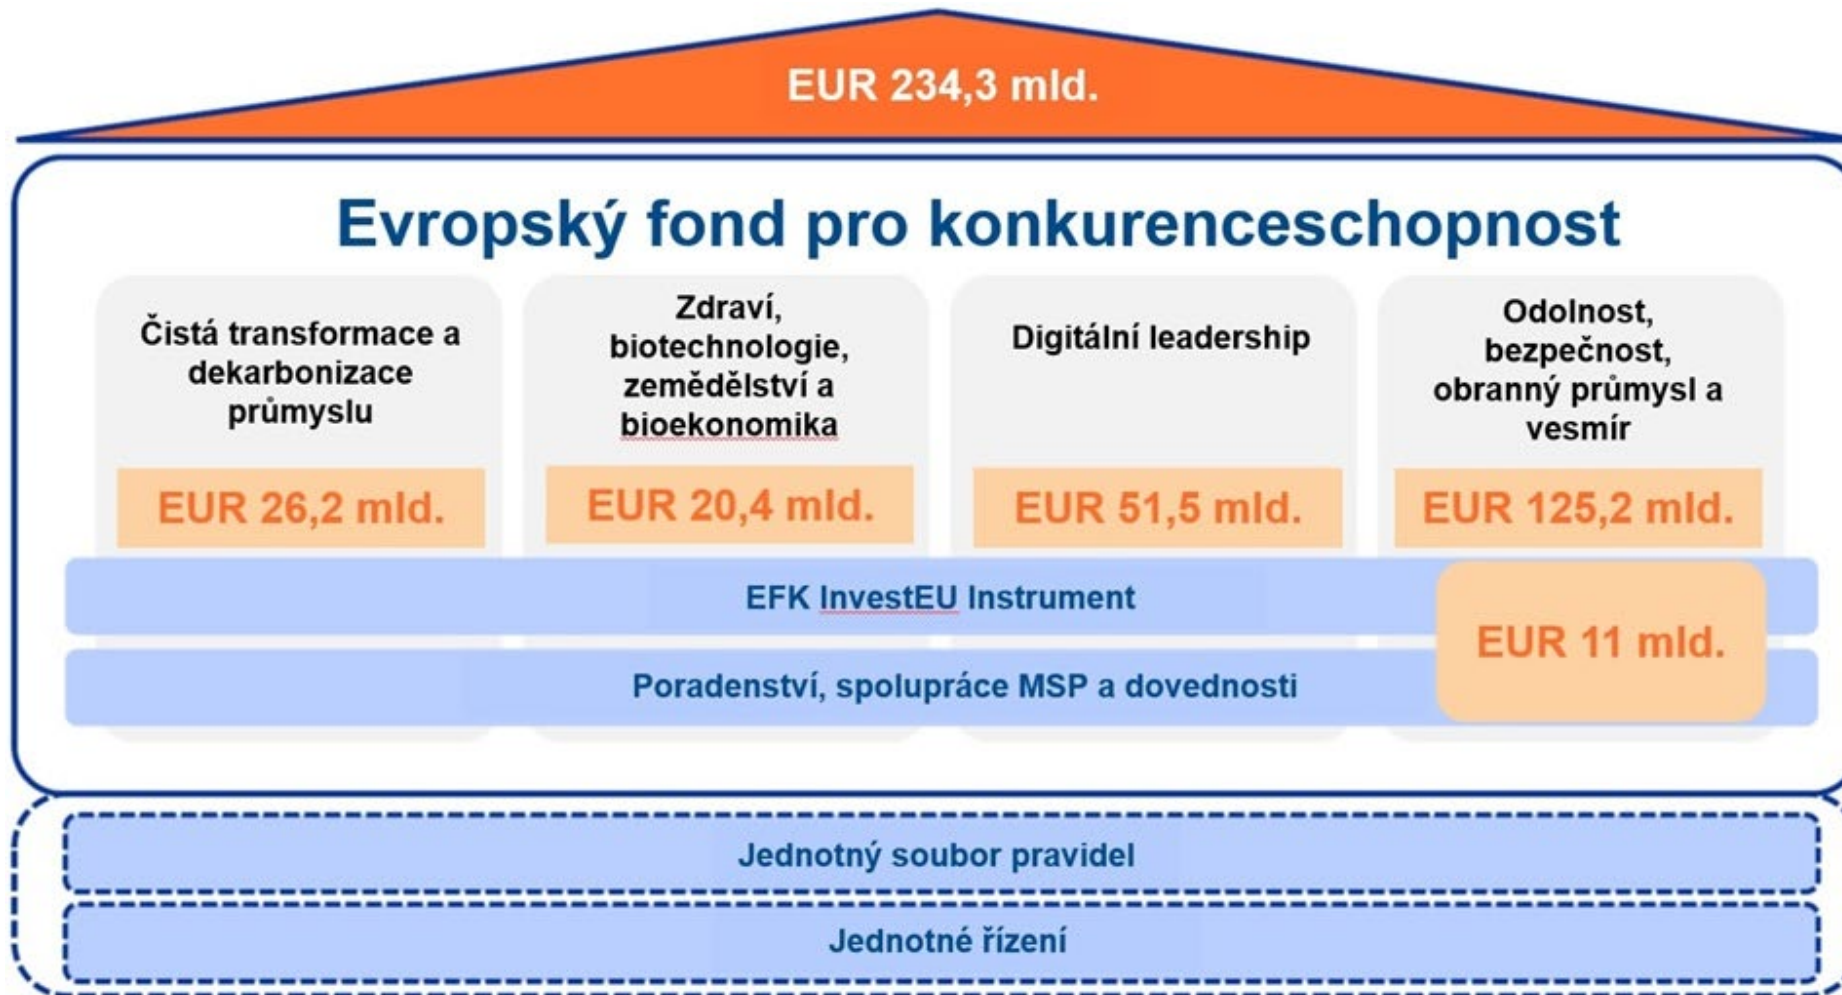 EUR 234,3 mld.
Evropský fond pro konkurenceschopnost
Čistá transformace a
dekarbonizace
průmyslu
EUR 26,2 mld.
Zdraví,
biotechnologie,
zemědělství a
bioekonomika
EUR 20,4 mld.
Digitální leadership
EUR 51,5 mld.
Odolnost,
bezpečnost,
obranný průmysl a
vesmír
EUR 125,2 mld.
EFK InvestEU Instrument
Poradenství, spolupráce MSP a dovednosti
EUR 11 mld.
Jednotný soubor pravidel
Jednotné řízení